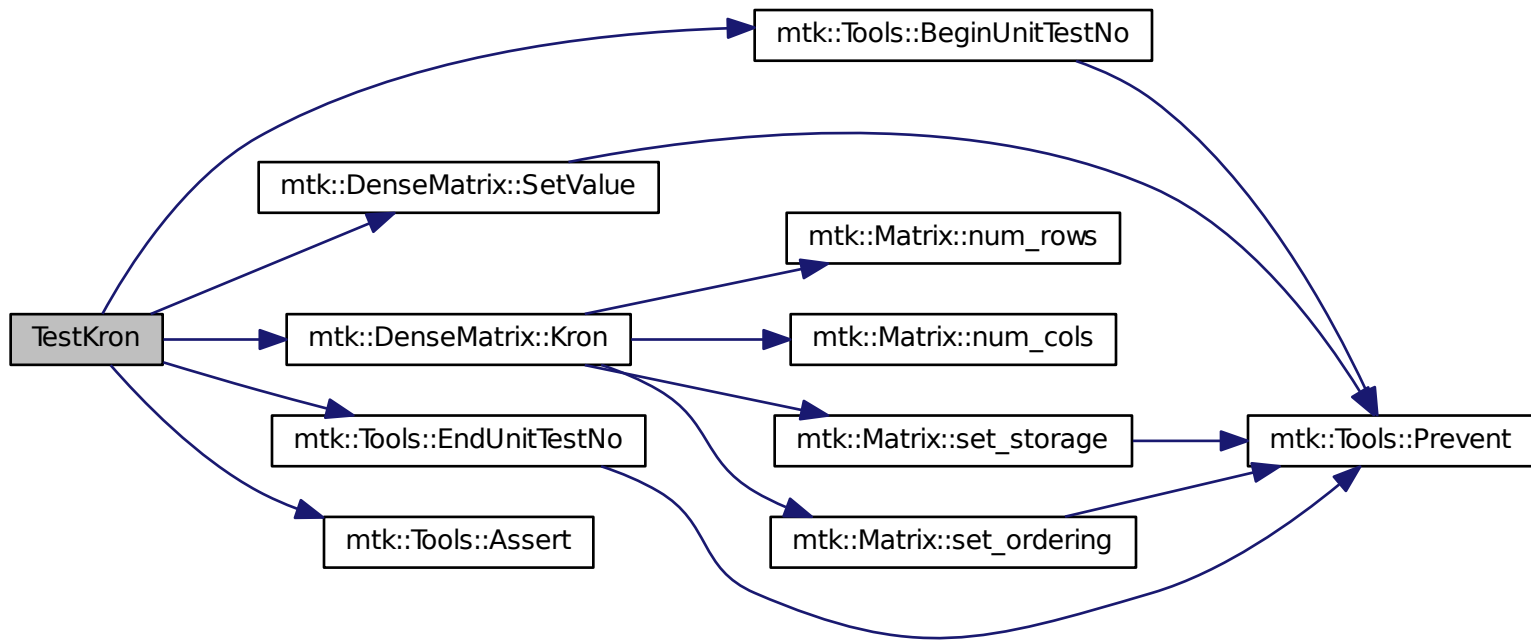 mtk::Tools::BeginUnitTestNo
mtk::DenseMatrix::SetValue
mtk::Matrix::num_rows
TestKron
mtk::DenseMatrix::Kron
mtk::Matrix::num_cols
mtk::Tools::EndUnitTestNo
mtk::Matrix::set_storage
mtk::Tools::Prevent
mtk::Tools::Assert
mtk::Matrix::set_ordering